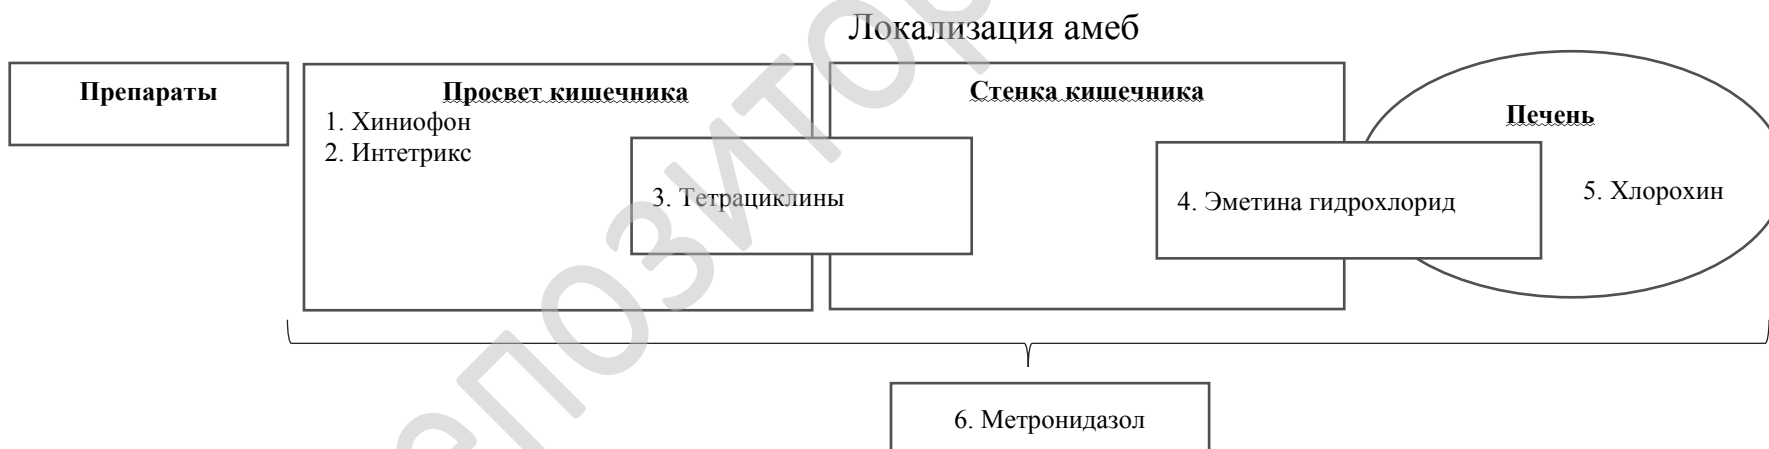 Локализация амеб
Препараты
Просвет кишечника
1. Хиниофон
2. Интетрикс
Стенка кишечника
Печень
3. Тетрациклины
4. Эметина гидрохлорид
5. Хлорохин
6. Метронидазол